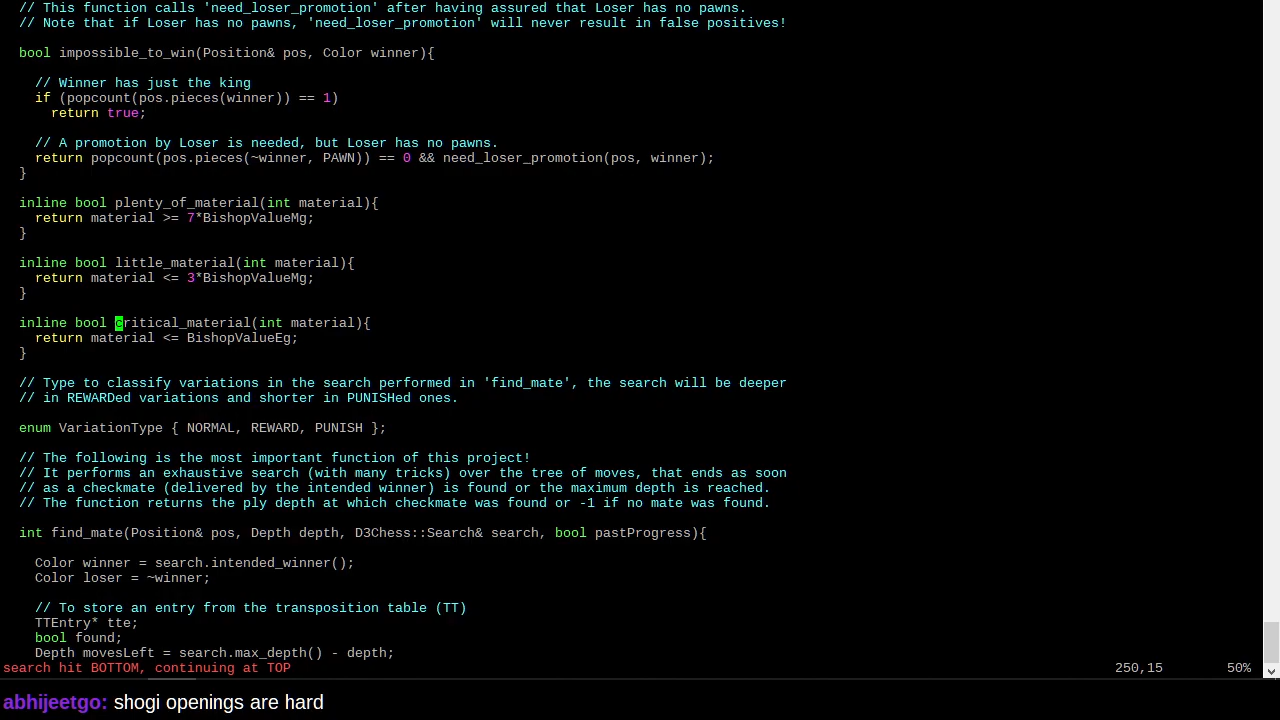 // This function calls 'need_loser_promotion' after having assured that Loser has no pawns.
// Note that if Loser has no pawns, 'need_loser_promotion' will never result in false positives!
bool impossible_to_win(Position& pos, Color winner){
// Winner has just the king
if (popcount(pos.pieces(winner)) == 1)
return true;
// A promotion by Loser is needed, but Loser has no pawns.
return popcount(pos.pieces(~winner, PAWN)) == 0 && need_loser_promotion(pos, winner);
}
inline bool plenty_of_material(int material){
return material >= 7*BishopValueMg;
}
inline bool little_material(int material){
return material <= 3*BishopValueMg;
}
inline bool critical_material(int material){
return material <= BishopValueEg;
}
// Type to classify variations in the search performed in 'find_mate', the search will be deeper
// in REWARDed variations and shorter in PUNISHed ones.
enum VariationType { NORMAL, REWARD, PUNISH };
// The following is the most important function of this project!
// It performs an exhaustive search (with many tricks) over the tree of moves, that ends as soon
// as a checkmate (delivered by the intended winner) is found or the maximum depth is reached.
// The function returns the ply depth at which checkmate was found or -1 if no mate was found.
int find_mate(Position& pos, Depth depth, D3Chess::Search& search, bool pastProgress){
Color winner = search.intended_winner();
Color loser = ~winner;
// To store an entry from the transposition table (TT)
TTEntry* tte;
bool found;
Depth movesLeft = search.max_depth() - depth;
search hit BOTTOM, continuing at TOP 250,15 50%
abhijeetgo: shogi openings are hard